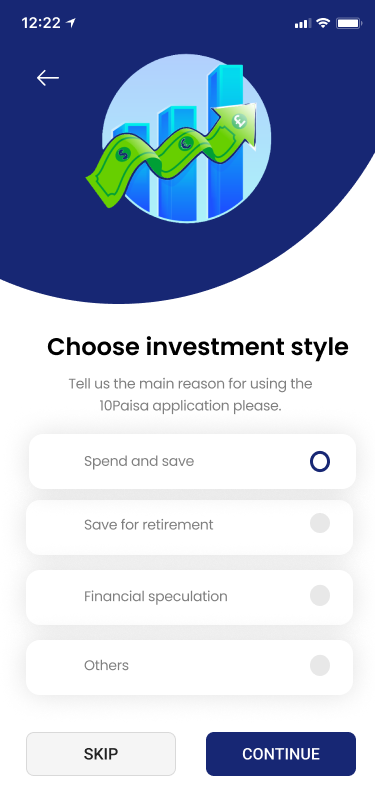 12:22
Choose investment style
Tell us the main reason for using the
10Paisa application please.
Spend and save
Save for retirement
Financial speculation
Others
SKIP
CONTINUE